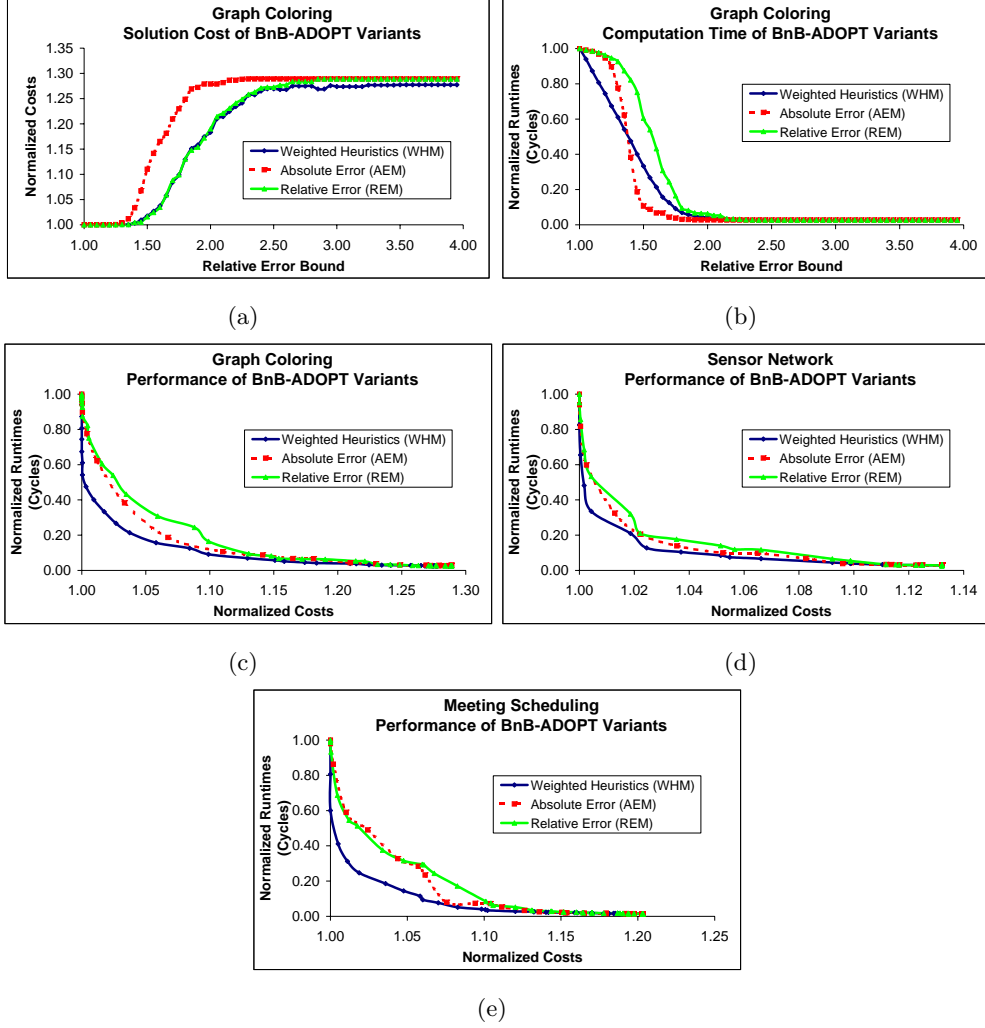 Graph Coloring
Solution Cost of BnB-ADOPT Variants
Normalized Costs
1.35
1.30
1.25
1.20
1.15
1.10
1.05
1.00
Weighted Heuristics (WHM)
Absolute Error (AEM)
Relative Error (REM)
1.00 1.50 2.00 2.50 3.00 3.50 4.00
Relative Error Bound
(a)
Graph Coloring
Computation Time of BnB-ADOPT Variants
Normalized Runtimes
(Cycles)
1.00
0.80
0.60
0.40
0.20
0.00
Weighted Heuristics (WHM)
Absolute Error (AEM)
Relative Error (REM)
1.00 1.50 2.00 2.50 3.00 3.50 4.00
Relative Error Bound
(b)
Graph Coloring
Performance of BnB-ADOPT Variants
Normalized Runtimes
(Cycles)
1.00
0.80
0.60
0.40
0.20
0.00
Weighted Heuristics (WHM)
Absolute Error (AEM)
Relative Error (REM)
1.00 1.05 1.10 1.15 1.20 1.25 1.30
Normalized Costs
(c)
Sensor Network
Performance of BnB-ADOPT Variants
Normalized Runtimes
(Cycles)
1.00
0.80
0.60
0.40
0.20
0.00
Weighted Heuristics (WHM)
Absolute Error (AEM)
Relative Error (REM)
1.00 1.02 1.04 1.06 1.08 1.10 1.12 1.14
Normalized Costs
(d)
Meeting Scheduling
Performance of BnB-ADOPT Variants
Normalized Runtimes
(Cycles)
1.00
0.80
0.60
0.40
0.20
0.00
Weighted Heuristics (WHM)
Absolute Error (AEM)
Relative Error (REM)
1.00 1.05 1.10 1.15 1.20 1.25
Normalized Costs
(e)